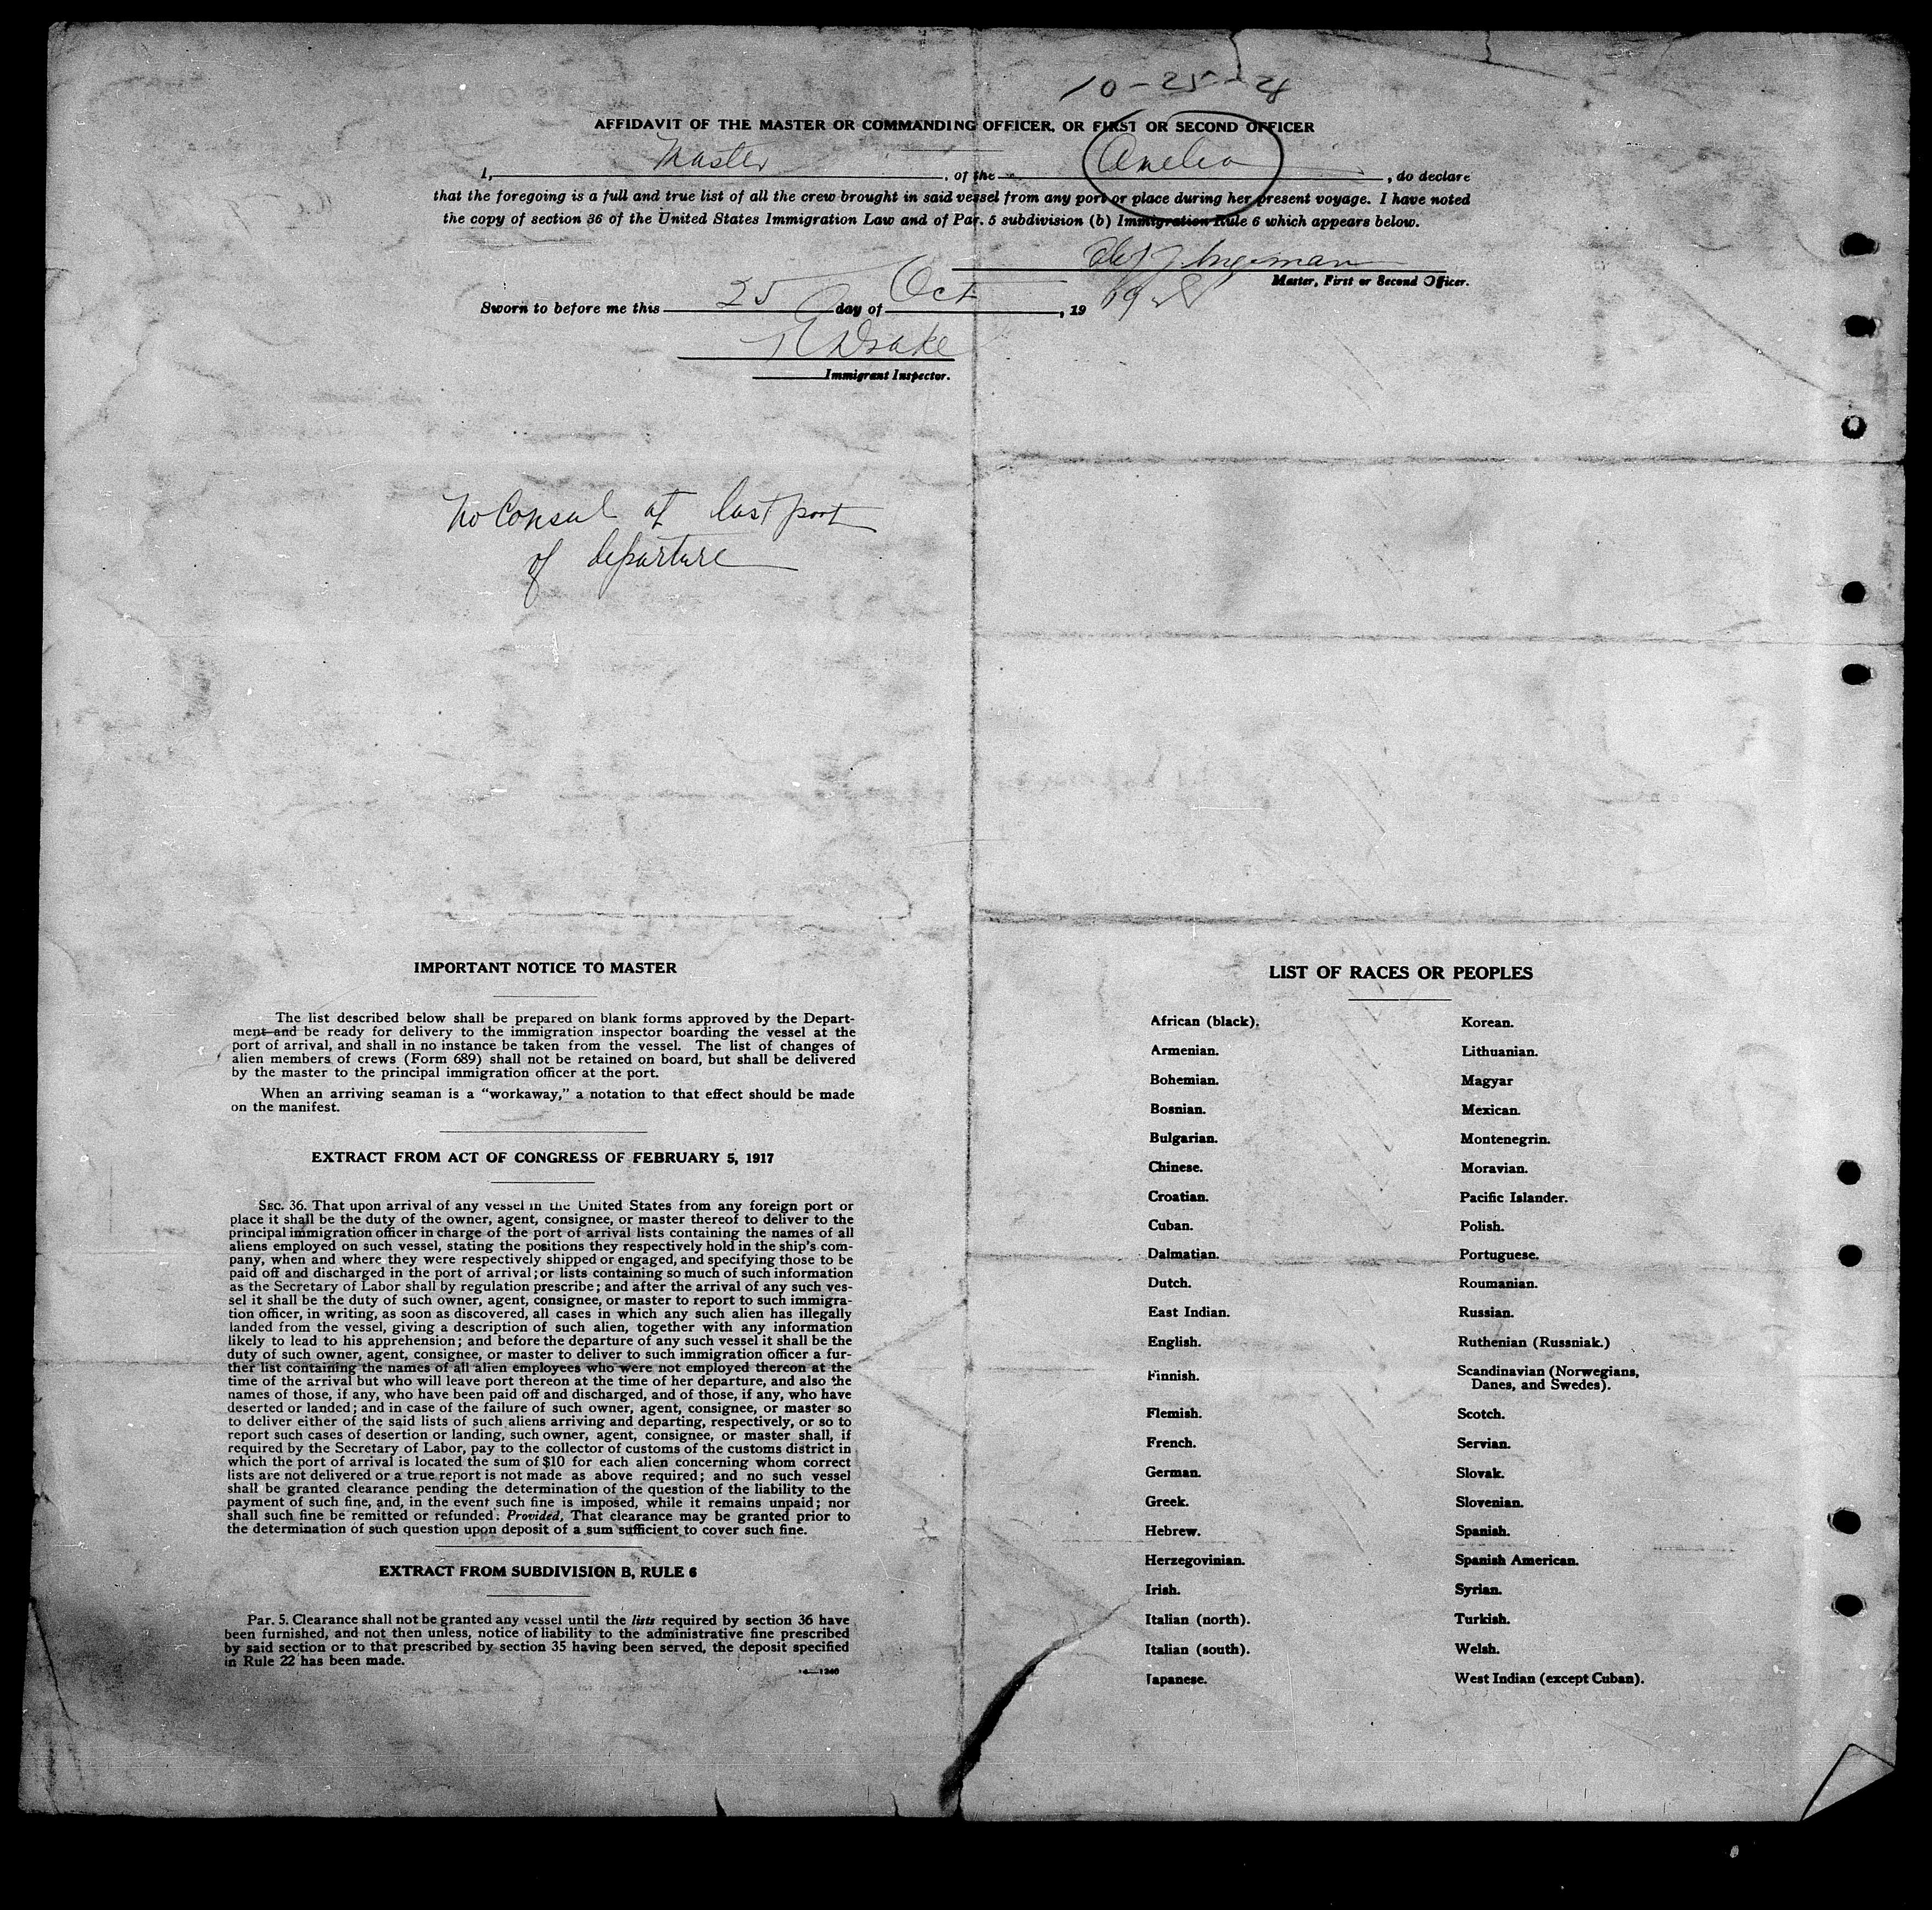 10-25-28
AFFIDAVIT OF THE MASTER OR COMMANDING OFFICER, OR FIRST OR SECOND OFFICER
I, Master, of the Amelia, do declare
that the foregoing is a full and true list of all the crew brought in said vessel from any port or place during her present voyage. I have noted
the copy of section 36 of the United States Immigration Law and of Par. 5 subdivision (b) Immigration Rule 6 which appears below.
Master, First or Second Officer.
Sworn to before me this 25 day of Oct, 19 1928
Drake
Immigrant Inspector.
No Consul at last port
of departure
IMPORTANT NOTICE TO MASTER
The list described below shall be prepared on blank forms approved by the Depart-
ment and be ready for delivery to the immigration inspector boarding the vessel at the
port of arrival, and shall in no instance be taken from the vessel. The list of changes of
alien members of crews (Form 689) shall not be retained on board, but shall be delivered
by the master to the principal immigration officer at the port.
When an arriving seaman is a "workaway," a notation to that effect should be made
on the manifest.
EXTRACT FROM ACT OF CONGRESS OF FEBRUARY 5, 1917
SEC. 36. That upon arrival of any vessel in the United States from any foreign port or
place it shall be the duty of the owner, agent, consignee, or master thereof to deliver to the
principal immigration officer in charge of the port of arrival lists containing the names of all
aliens employed on such vessel, stating the positions they respectively hold in the ship's com-
pany, when and where they were respectively shipped or engaged, and specifying those to be
paid off and discharged in the port of arrival; or lists containing so much of such information
as the Secretary of Labor shall by regulation prescribe; and after the arrival of any such ves-
sel it shall be the duty of such owner, agent, consignee, or master to report to such immigra-
tion officer, in writing, as soon as discovered, all cases in which any such alien has illegally
landed from the vessel, giving a description of such alien, together with any information
likely to lead to his apprehension; and before the departure of any such vessel it shall be the
duty of such owner, agent, consignee, or master to deliver to such immigration officer a fur-
ther list containing the names of all alien employees who were not employed thereon at the
time of the arrival but who will leave port thereon at the time of her departure, and also the
names of those, if any, who have been paid off and discharged, and of those, if any, who have
deserted or landed; and in case of the failure of such owner, agent, consignee, or master so
to deliver either of the said lists of such aliens arriving and departing, respectively, or so to
report such cases of desertion or landing, such owner, agent, consignee, or master shall, if
required by the Secretary of Labor, pay to the collector of customs of the customs district in
which the port of arrival is located the sum of $10 for each alien concerning whom correct
lists are not delivered or a true report is not made as above required; and no such vessel
shall be granted clearance pending the determination of the question of the liability to the
payment of such fine, and, in the event such fine is imposed, while it remains unpaid; nor
shall such fine be remitted or refunded: Provided, That clearance may be granted prior to
the determination of such question upon deposit of a sum sufficient to cover such fine.
EXTRACT FROM SUBDIVISION B, RULE 6
Par. 5. Clearance shall not be granted any vessel until the lists required by section 36 have
been furnished, and not then unless, notice of liability to the administrative fine prescribed
by said section or to that prescribed by section 35 having been served, the deposit specified
in Rule 22 has been made.
14—1240
LIST OF RACES OR PEOPLES
African (black).
Armenian.
Bohemian.
Bosnian.
Bulgarian.
Chinese.
Croatian.
Cuban.
Dalmatian.
Dutch.
East Indian.
English.
Finnish.
Flemish.
French.
German.
Greek.
Hebrew.
Herzegovinian.
Irish.
Italian (north).
Italian (south).
Japanese.
Korean.
Lithuanian.
Magyar
Mexican.
Montenegrin.
Moravian.
Pacific Islander.
Polish.
Portuguese.
Roumanian.
Russian.
Ruthenian (Russniak.)
Scandinavian (Norwegians,
Danes, and Swedes).
Scotch.
Servian.
Slovak.
Slovenian.
Spanish.
Spanish American.
Syrian.
Turkish.
Welsh.
West Indian (except Cuban).